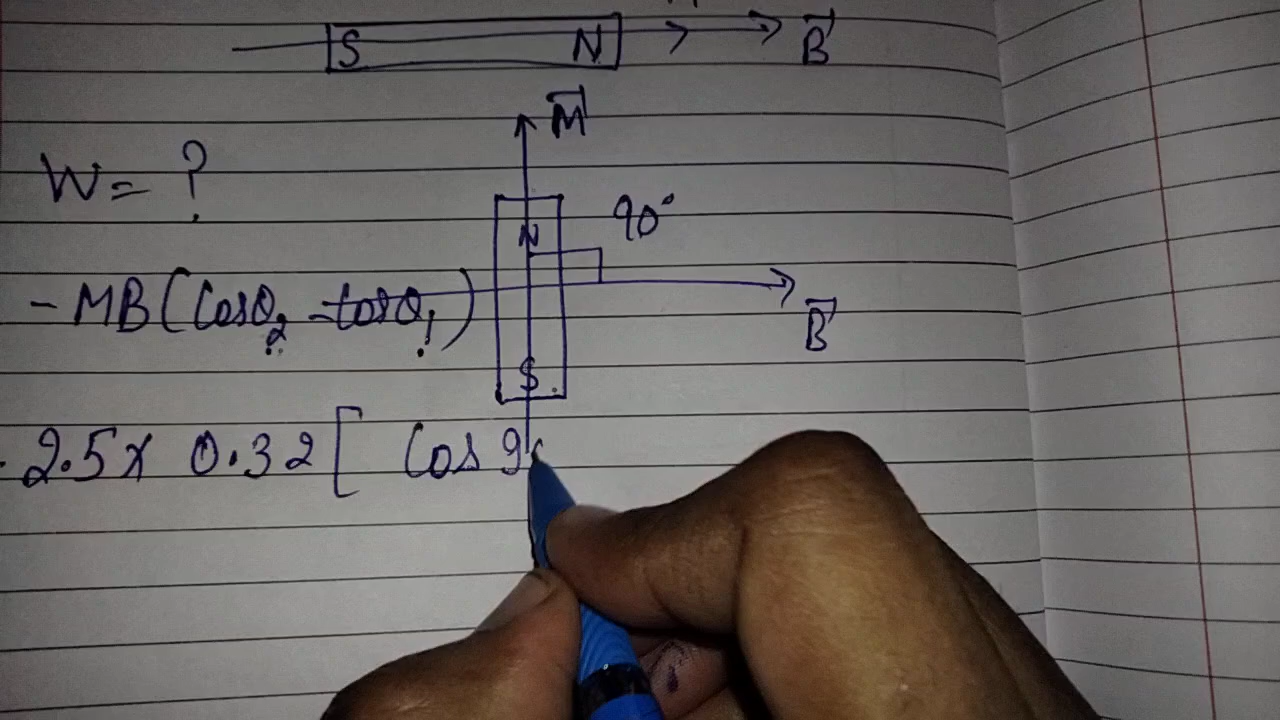 S N B
M
W = ?
90°
N
- MB(Cosθ₂ - Cosθ₁)
B
S
2.5 x 0.32 [ Cos 9